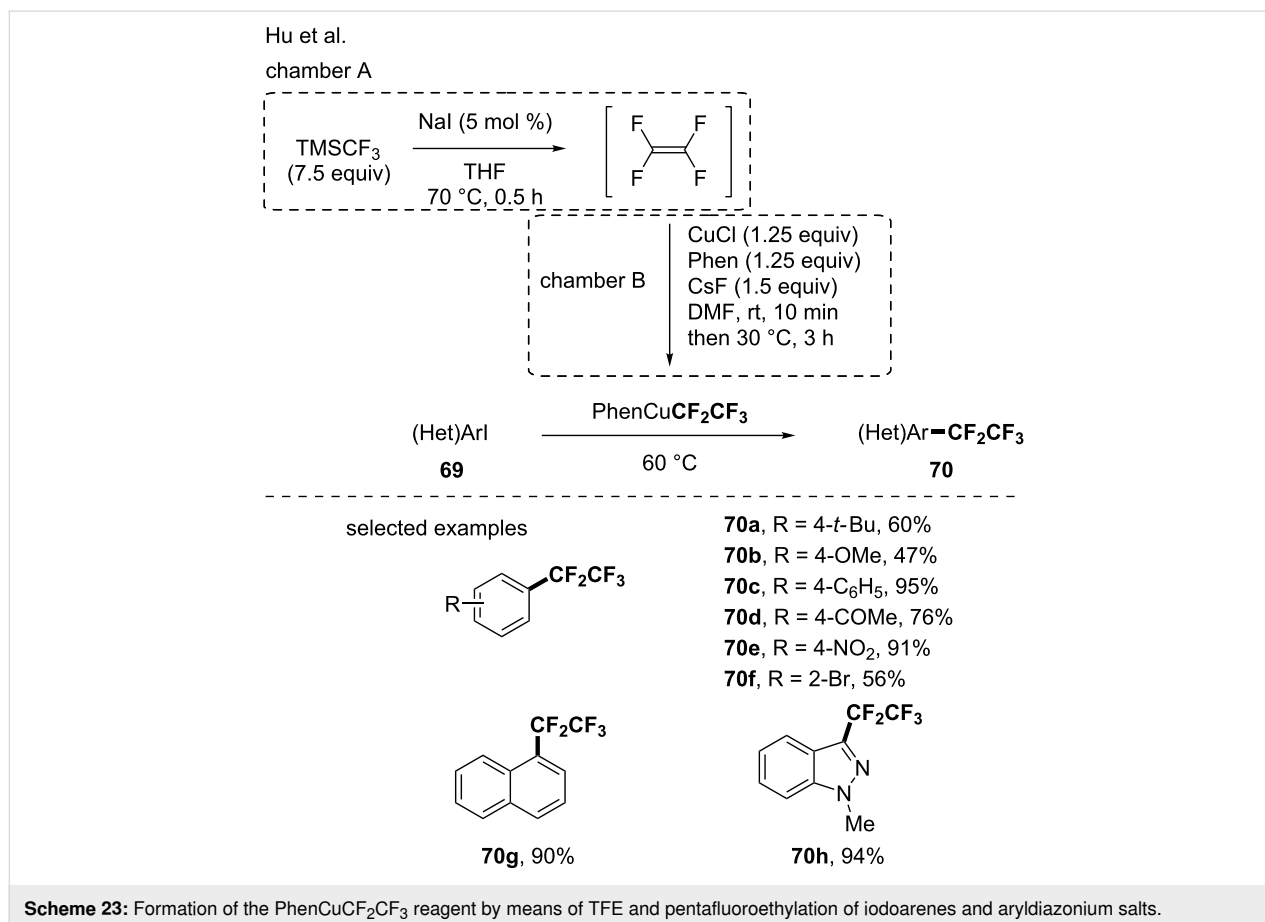 Hu et al.
chamber A
TMSCF3
(7.5 equiv)
NaI (5 mol %)
THF
70 °C, 0.5 h
F F
F F
chamber B
CuCl (1.25 equiv)
Phen (1.25 equiv)
CsF (1.5 equiv)
DMF, rt, 10 min
then 30 °C, 3 h
(Het)ArI
69
PhenCuCF2CF3
60 °C
(Het)Ar–CF2CF3
70
selected examples
R
CF2CF3
70a, R = 4-t-Bu, 60%
70b, R = 4-OMe, 47%
70c, R = 4-C6H5, 95%
70d, R = 4-COMe, 76%
70e, R = 4-NO2, 91%
70f, R = 2-Br, 56%
CF2CF3
70g, 90%
CF2CF3
N
N
Me
70h, 94%
Scheme 23: Formation of the PhenCuCF2CF3 reagent by means of TFE and pentafluoroethylation of iodoarenes and aryldiazonium salts.